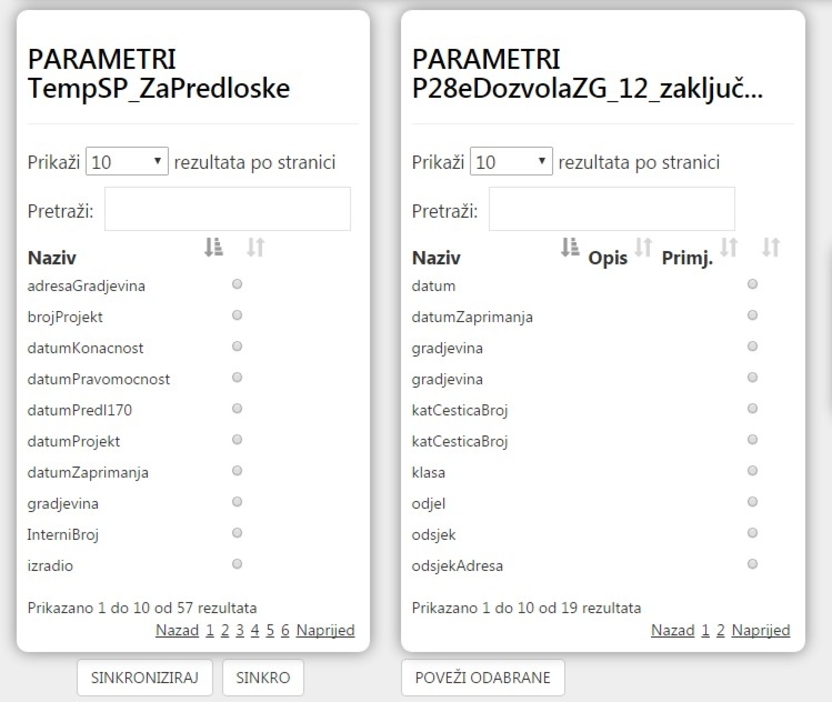 PARAMETRI
TempSP_ZaPredloske
Prikaži 10 rezultata po stranici
Pretraži:
Naziv
adresaGradjevina
brojProjekt
datumKonacnost
datumPravomocnost
datumPredl170
datumProjekt
datumZaprimanja
gradjevina
InterniBroj
izradio
Prikazano 1 do 10 od 57 rezultata
Nazad 1 2 3 4 5 6 Naprijed
SINKRONIZIRAJ SINKRO
PARAMETRI
P28eDozvolaZG_12_zaključ...
Prikaži 10 rezultata po stranici
Pretraži:
Naziv Opis Primj.
datum
datumZaprimanja
gradjevina
gradjevina
katCesticaBroj
katCesticaBroj
klasa
odjel
odsjek
odsjekAdresa
Prikazano 1 do 10 od 19 rezultata
Nazad 1 2 Naprijed
POVEŽI ODABRANE